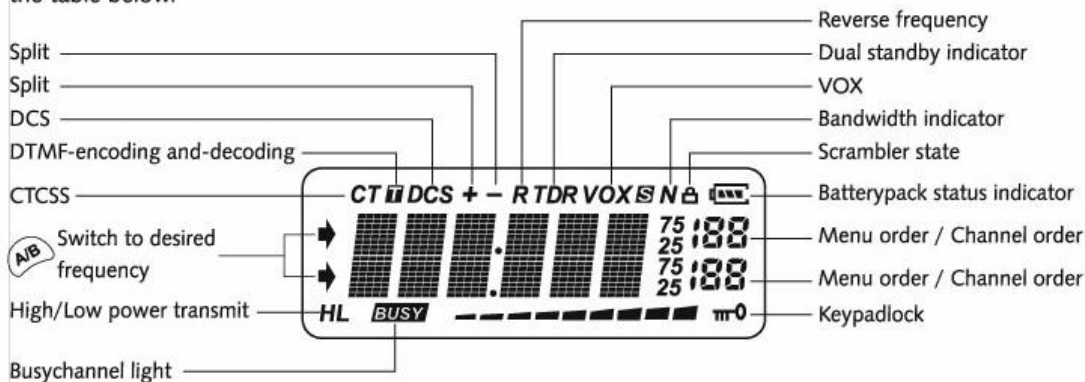 the table below.
Split
Split
DCS
DTMF-encoding and-decoding
CTCSS
A/B Switch to desired
frequency
High/Low power transmit
Busychannel light
Reverse frequency
Dual standby indicator
VOX
Bandwidth indicator
Scrambler state
Batterypack status indicator
Menu order / Channel order
Menu order / Channel order
Keypadlock
CT T DCS + - R TDR VOX S N
75 188
25
75 188
25
HL BUSY